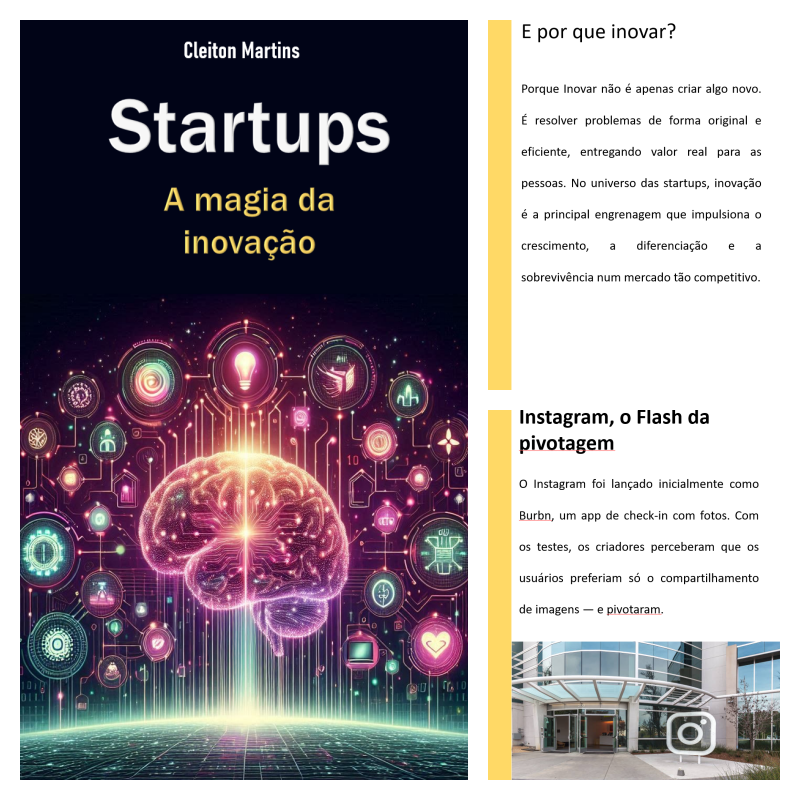 Cleiton Martins
Startups
A magia da
inovação
E por que inovar?
Porque Inovar não é apenas criar algo novo.
É resolver problemas de forma original e
eficiente, entregando valor real para as
pessoas. No universo das startups, inovação
é a principal engrenagem que impulsiona o
crescimento, a diferenciação e a
sobrevivência num mercado tão competitivo.
Instagram, o Flash da
pivotagem
O Instagram foi lançado inicialmente como
Burbn, um app de check-in com fotos. Com
os testes, os criadores perceberam que os
usuários preferiam só o compartilhamento
de imagens — e pivotaram.